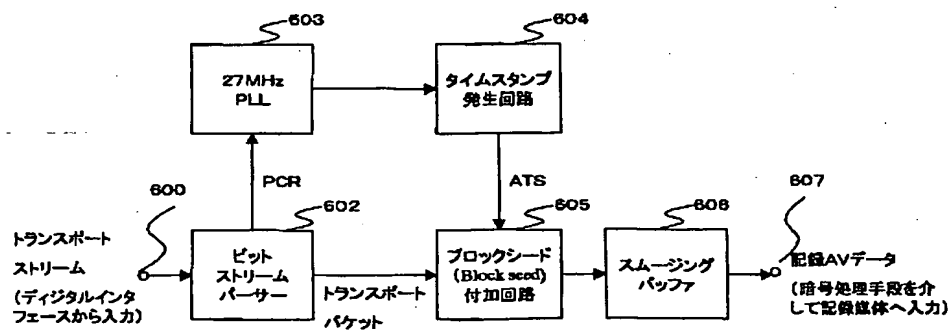 603
604
27MHz
PLL
タイムスタンプ
発生回路
600
PCR
602
ATS
605
606
607
トランスポート
ストリーム
(ディジタルインタ
フェースから入力)
ビット
ストリーム
パーサー
トランスポート
パケット
ブロックシード
(Block seed)
付加回路
スムージング
バッファ
記録AVデータ
(暗号処理手段を介
して記録媒体へ入力)